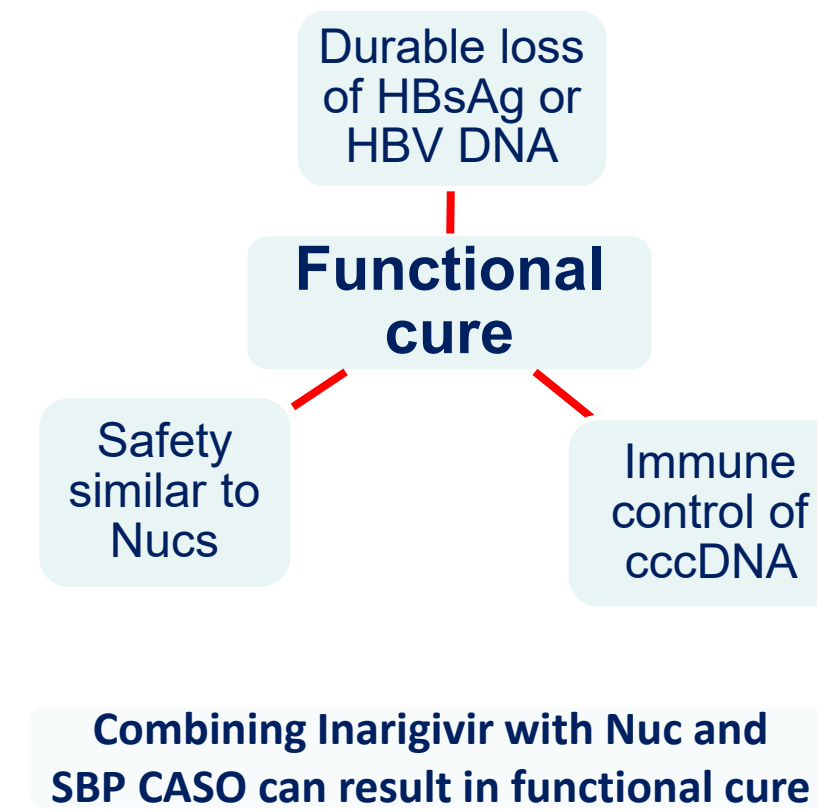 Durable loss
of HBsAg or
HBV DNA
Functional
cure
Safety
similar to
Nucs
Immune
control of
cccDNA
Combining Inarigivir with Nuc and
SBP CASO can result in functional cure